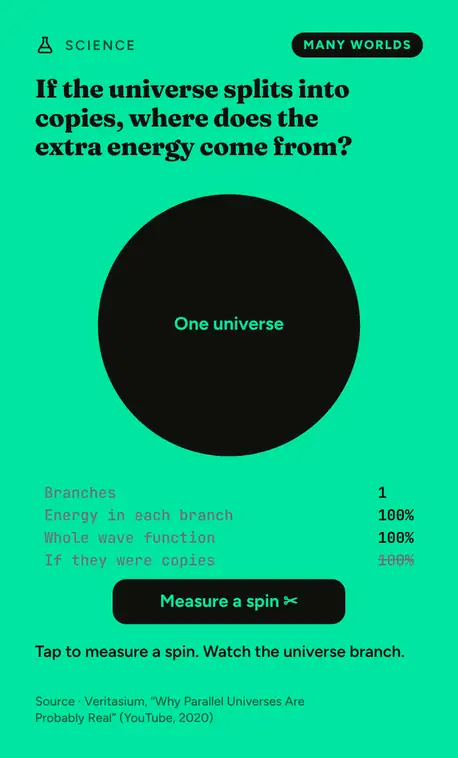 SCIENCE
MANY WORLDS
If the universe splits into
copies, where does the
extra energy come from?
One universe
Branches 1
Energy in each branch 100%
Whole wave function 100%
If they were copies 100%
Measure a spin ✂
Tap to measure a spin. Watch the universe branch.
Source · Veritasium, “Why Parallel Universes Are
Probably Real” (YouTube, 2020)